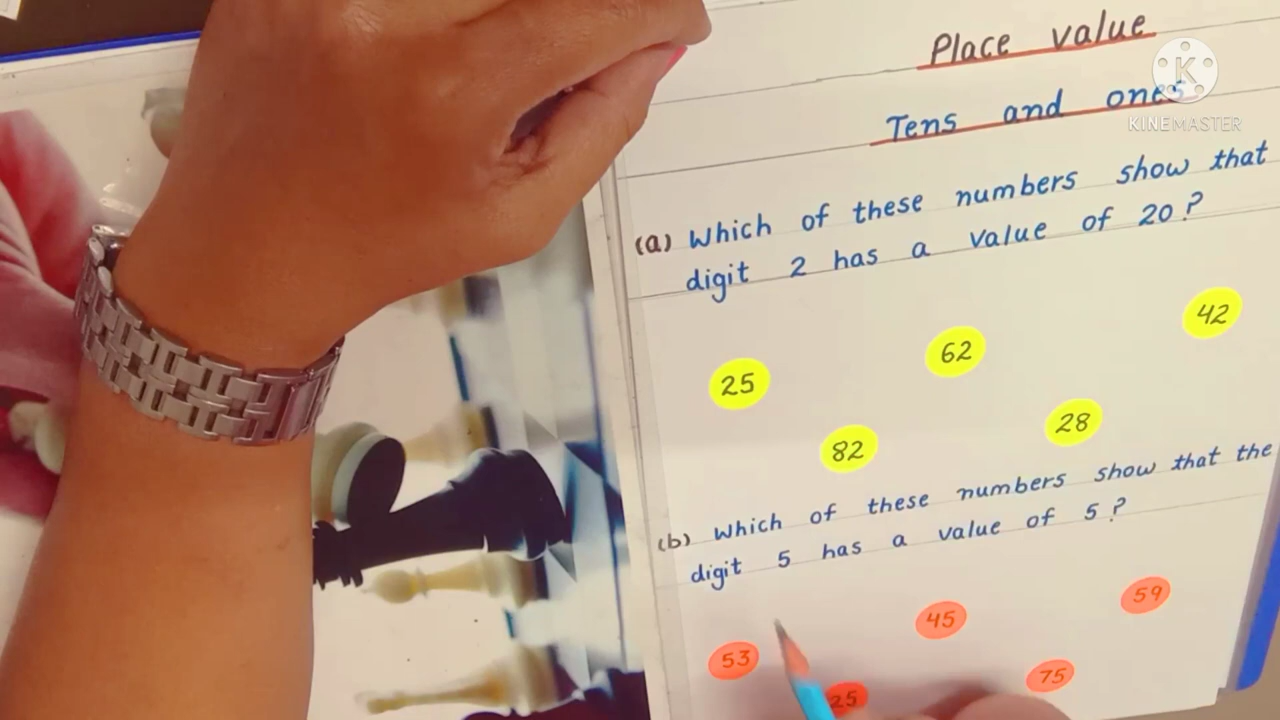 Place value
KINEMASTER
Tens and ones
(a) Which of these numbers show that
digit 2 has a value of 20?
42
62
25
28
82
(b) Which of these numbers show that the
digit 5 has a value of 5?
59
45
53
75
25